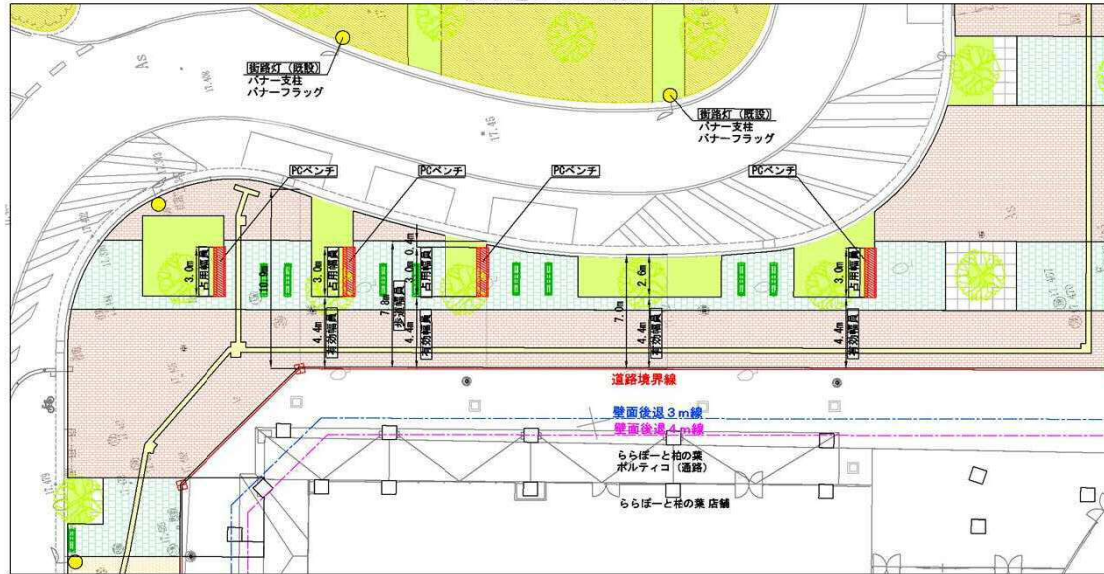 街路灯（既設）
バナー支柱
バナーフラッグ
街路灯（既設）
バナー支柱
バナーフラッグ
AS
17.45
PCベンチ
PCベンチ
PCベンチ
PCベンチ
3.0m
占用幅員
10.9m
3.0m
占用幅員
4.4m
有効幅員
7.8m
歩道幅員
0.4m
3.0m
占用幅員
4.4m
有効幅員
7.0m
2.6m
4.4m
有効幅員
3.0m
占用幅員
4.4m
有効幅員
AS
道路境界線
壁面後退3m線
壁面後退4m線
ららぽーと柏の葉
ポルティコ（通路）
ららぽーと柏の葉 店舗